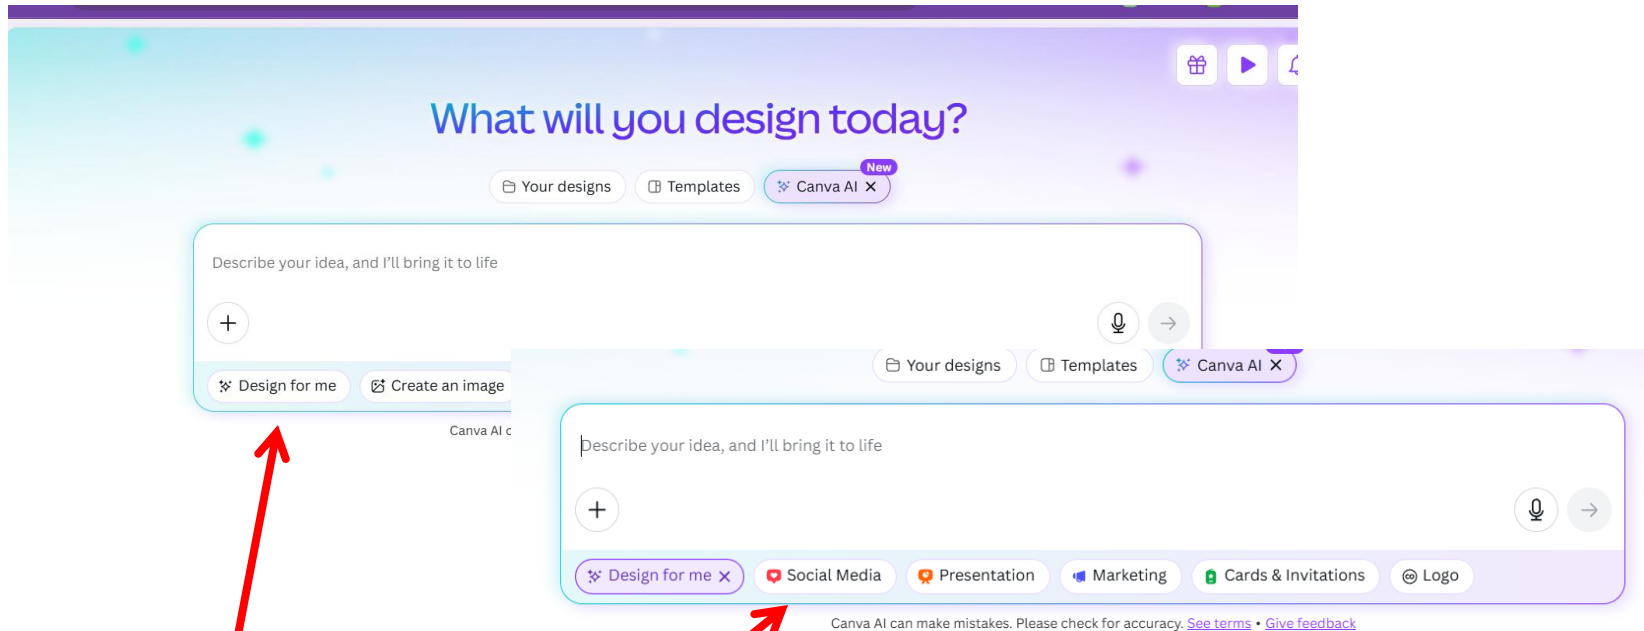 What will you design today?
New
Your designs
Templates
Canva AI
Describe your idea, and I'll bring it to life
Design for me
Create an image
Canva AI
Your designs
Templates
Canva AI
Describe your idea, and I'll bring it to life
Design for me
Social Media
Presentation
Marketing
Cards & Invitations
Logo
Canva AI can make mistakes. Please check for accuracy. See terms • Give feedback